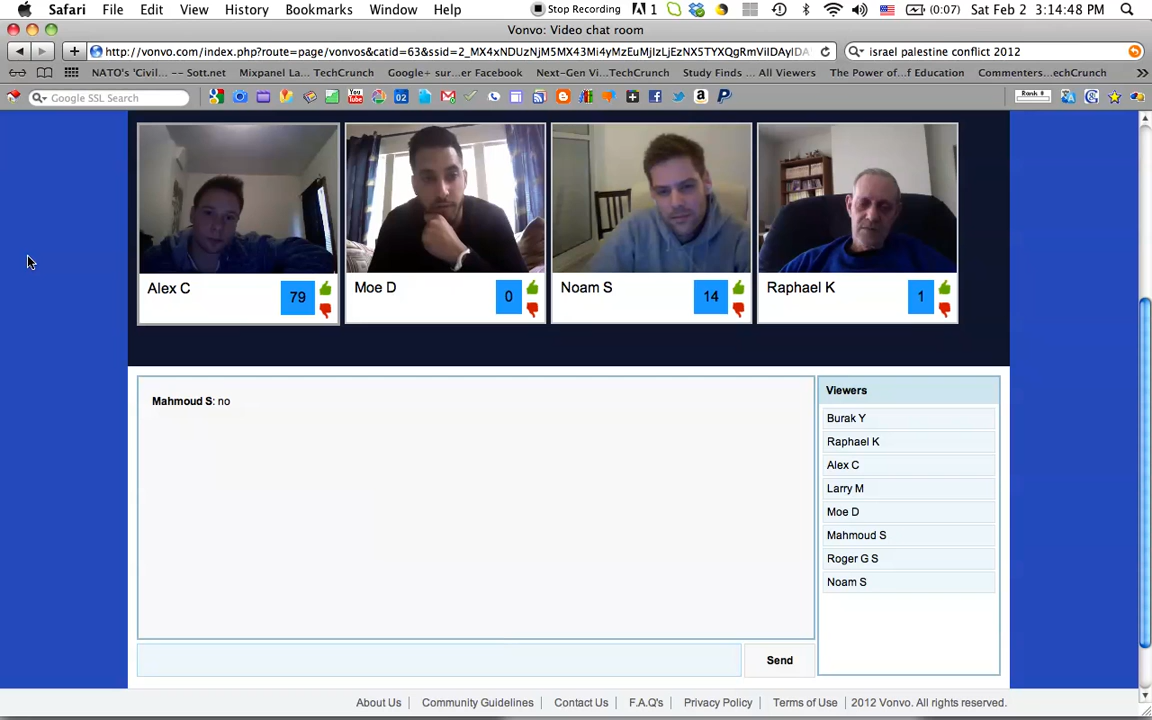 Safari File Edit View History Bookmarks Window Help Stop Recording 1 (0:07) Sat Feb 2 3:14:48 PM
Vonvo: Video chat room
israel palestine conflict 2012
NATO's 'Civil... -- Sott.net Mixpanel La... TechCrunch Google+ sur...er Facebook Next-Gen Vi...TechCrunch Study Finds ... All Viewers The Power of...f Education Commenters...echCrunch
Google SSL Search
Alex C 79
Moe D 0
Noam S 14
Raphael K 1
Mahmoud S: no
Viewers
Burak Y
Raphael K
Alex C
Larry M
Moe D
Mahmoud S
Roger G S
Noam S
Send
About Us | Community Guidelines | Contact Us | F.A.Q's | Privacy Policy | Terms of Use | 2012 Vonvo. All rights reserved.